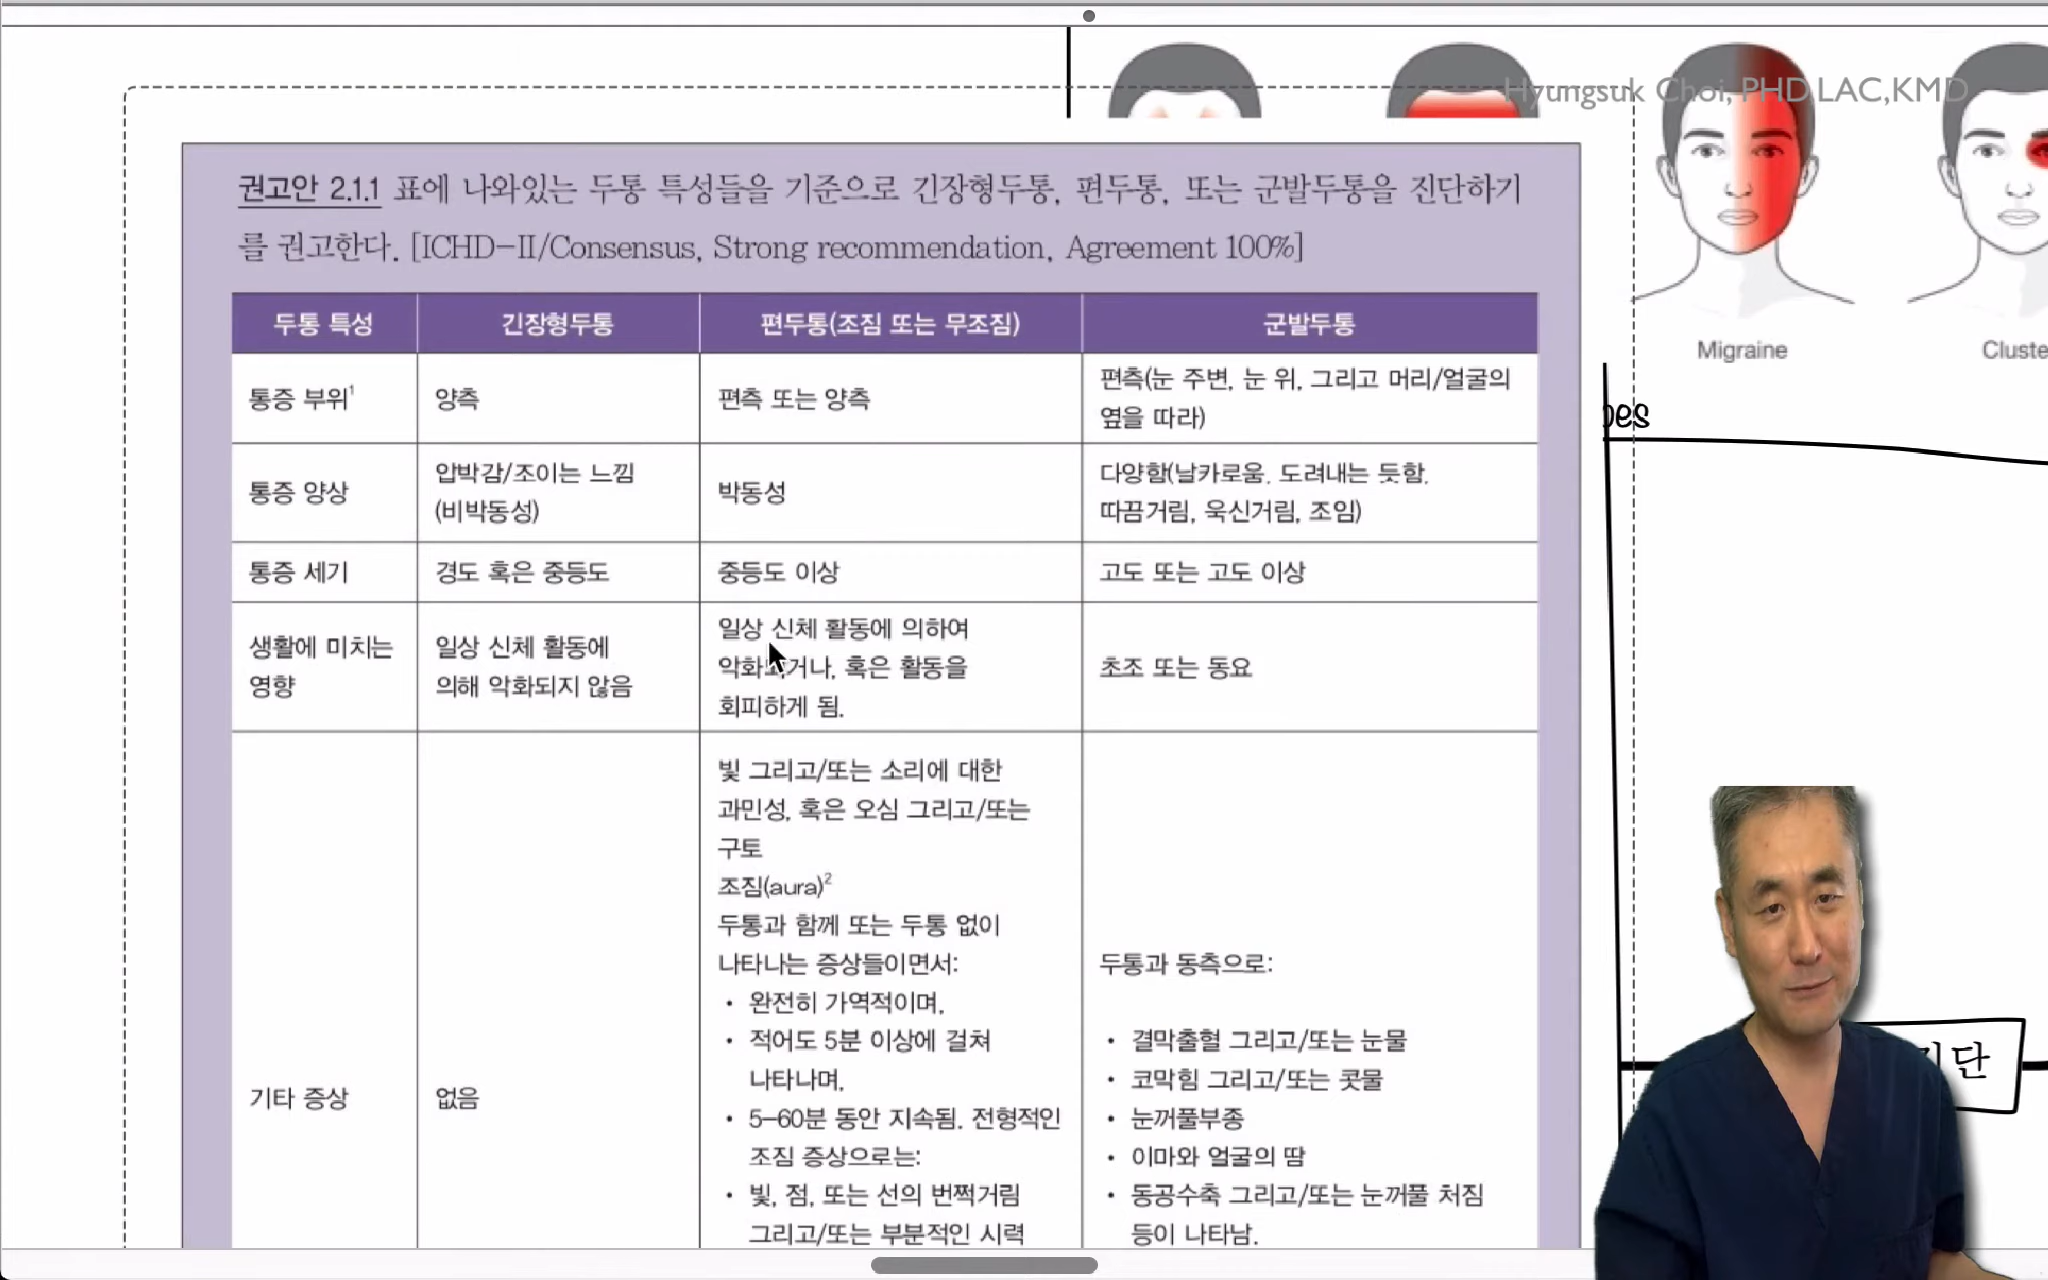 Hyungsuk Choi, PHD,LAC,KMD
권고안 2.1.1 표에 나와있는 두통 특성들을 기준으로 긴장형두통, 편두통, 또는 군발두통을 진단하기
를 권고한다. [ICHD-II/Consensus, Strong recommendation, Agreement 100%]
두통 특성
긴장형두통
편두통(조짐 또는 무조짐)
군발두통
통증 부위1
양측
편측 또는 양측
편측(눈 주변, 눈 위, 그리고 머리/얼굴의
옆을 따라)
통증 양상
압박감/조이는 느낌
(비박동성)
박동성
다양함(날카로움, 도려내는 듯함,
따끔거림, 욱신거림, 조임)
통증 세기
경도 혹은 중등도
중등도 이상
고도 또는 고도 이상
생활에 미치는
영향
일상 신체 활동에
의해 악화되지 않음
일상 신체 활동에 의하여
악화되거나, 혹은 활동을
회피하게 됨.
초조 또는 동요
기타 증상
없음
빛 그리고/또는 소리에 대한
과민성, 혹은 오심 그리고/또는
구토
조짐(aura)2
두통과 함께 또는 두통 없이
나타나는 증상들이면서:
• 완전히 가역적이며,
• 적어도 5분 이상에 걸쳐
나타나며,
• 5-60분 동안 지속됨. 전형적인
조짐 증상으로는:
• 빛, 점, 또는 선의 번쩍거림
그리고/또는 부분적인 시력
두통과 동측으로:
• 결막출혈 그리고/또는 눈물
• 코막힘 그리고/또는 콧물
• 눈꺼풀부종
• 이마와 얼굴의 땀
• 동공수축 그리고/또는 눈꺼풀 처짐
등이 나타남.
Migraine
Cluste
pes
단